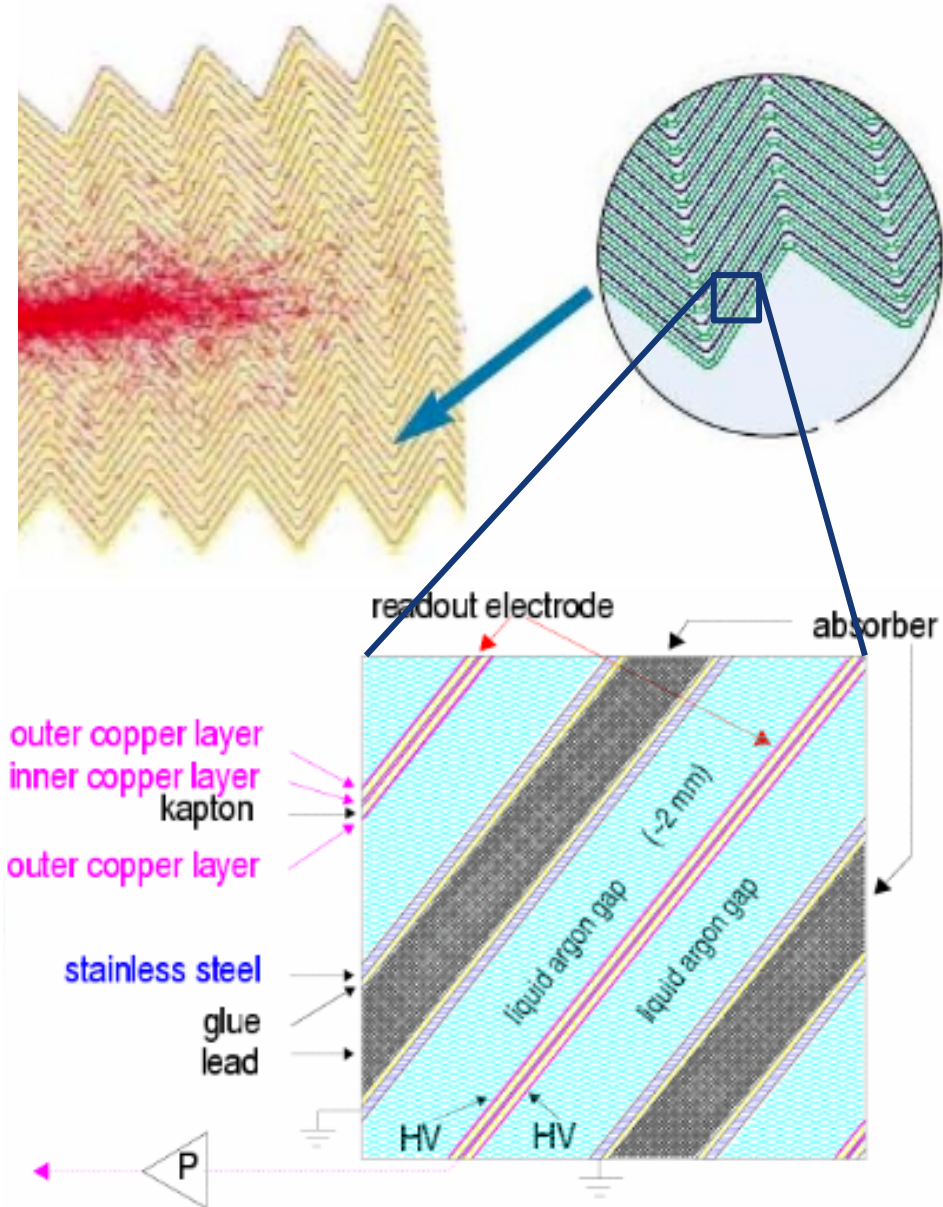 readout electrode
absorber
outer copper layer
inner copper layer
kapton
outer copper layer
(~2 mm)
liquid argon gap
liquid argon gap
stainless steel
glue
lead
HV
HV
P